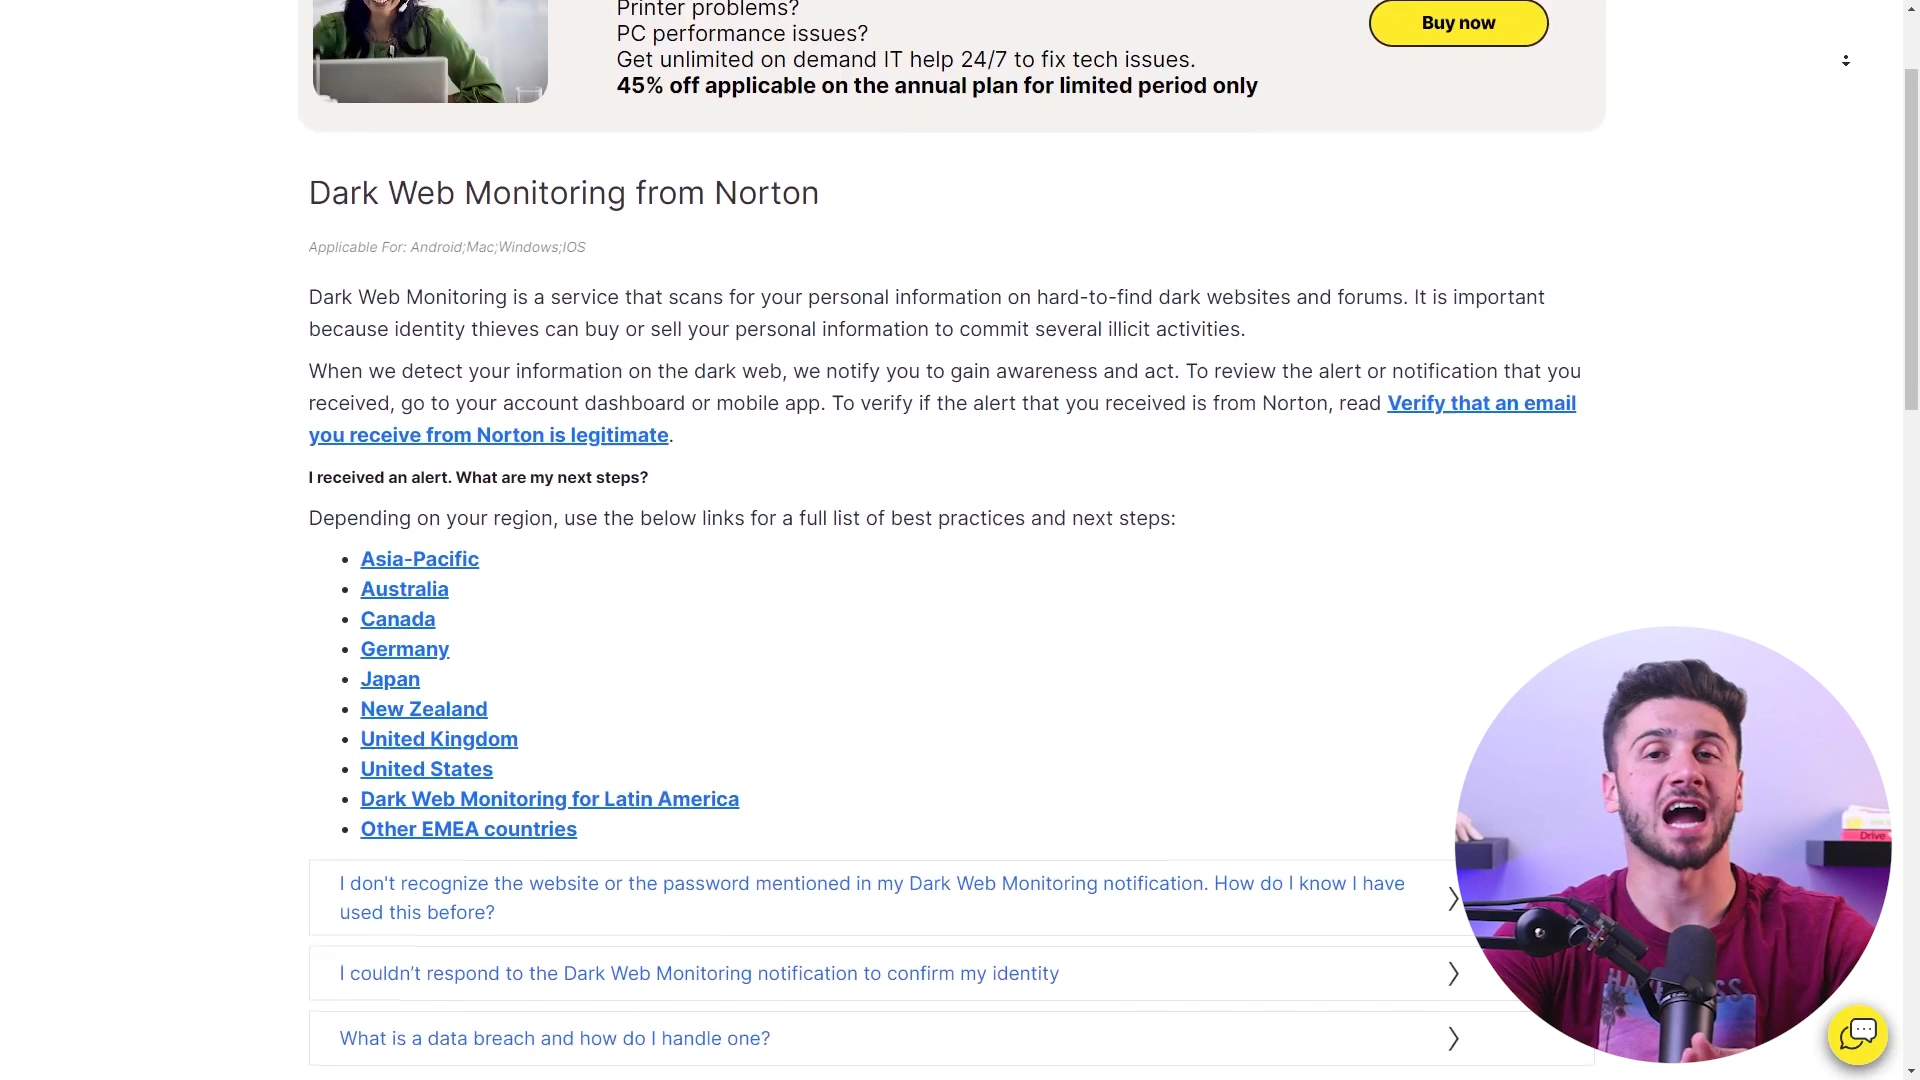 Printer problems?
PC performance issues?
Get unlimited on demand IT help 24/7 to fix tech issues.
45% off applicable on the annual plan for limited period only
Buy now
Dark Web Monitoring from Norton
Applicable For: Android;Mac;Windows;IOS
Dark Web Monitoring is a service that scans for your personal information on hard-to-find dark websites and forums. It is important
because identity thieves can buy or sell your personal information to commit several illicit activities.
When we detect your information on the dark web, we notify you to gain awareness and act. To review the alert or notification that you
received, go to your account dashboard or mobile app. To verify if the alert that you received is from Norton, read Verify that an email
you receive from Norton is legitimate.
I received an alert. What are my next steps?
Depending on your region, use the below links for a full list of best practices and next steps:
• Asia-Pacific
• Australia
• Canada
• Germany
• Japan
• New Zealand
• United Kingdom
• United States
• Dark Web Monitoring for Latin America
• Other EMEA countries
I don't recognize the website or the password mentioned in my Dark Web Monitoring notification. How do I know I have
used this before?
I couldn’t respond to the Dark Web Monitoring notification to confirm my identity
What is a data breach and how do I handle one?
Drive